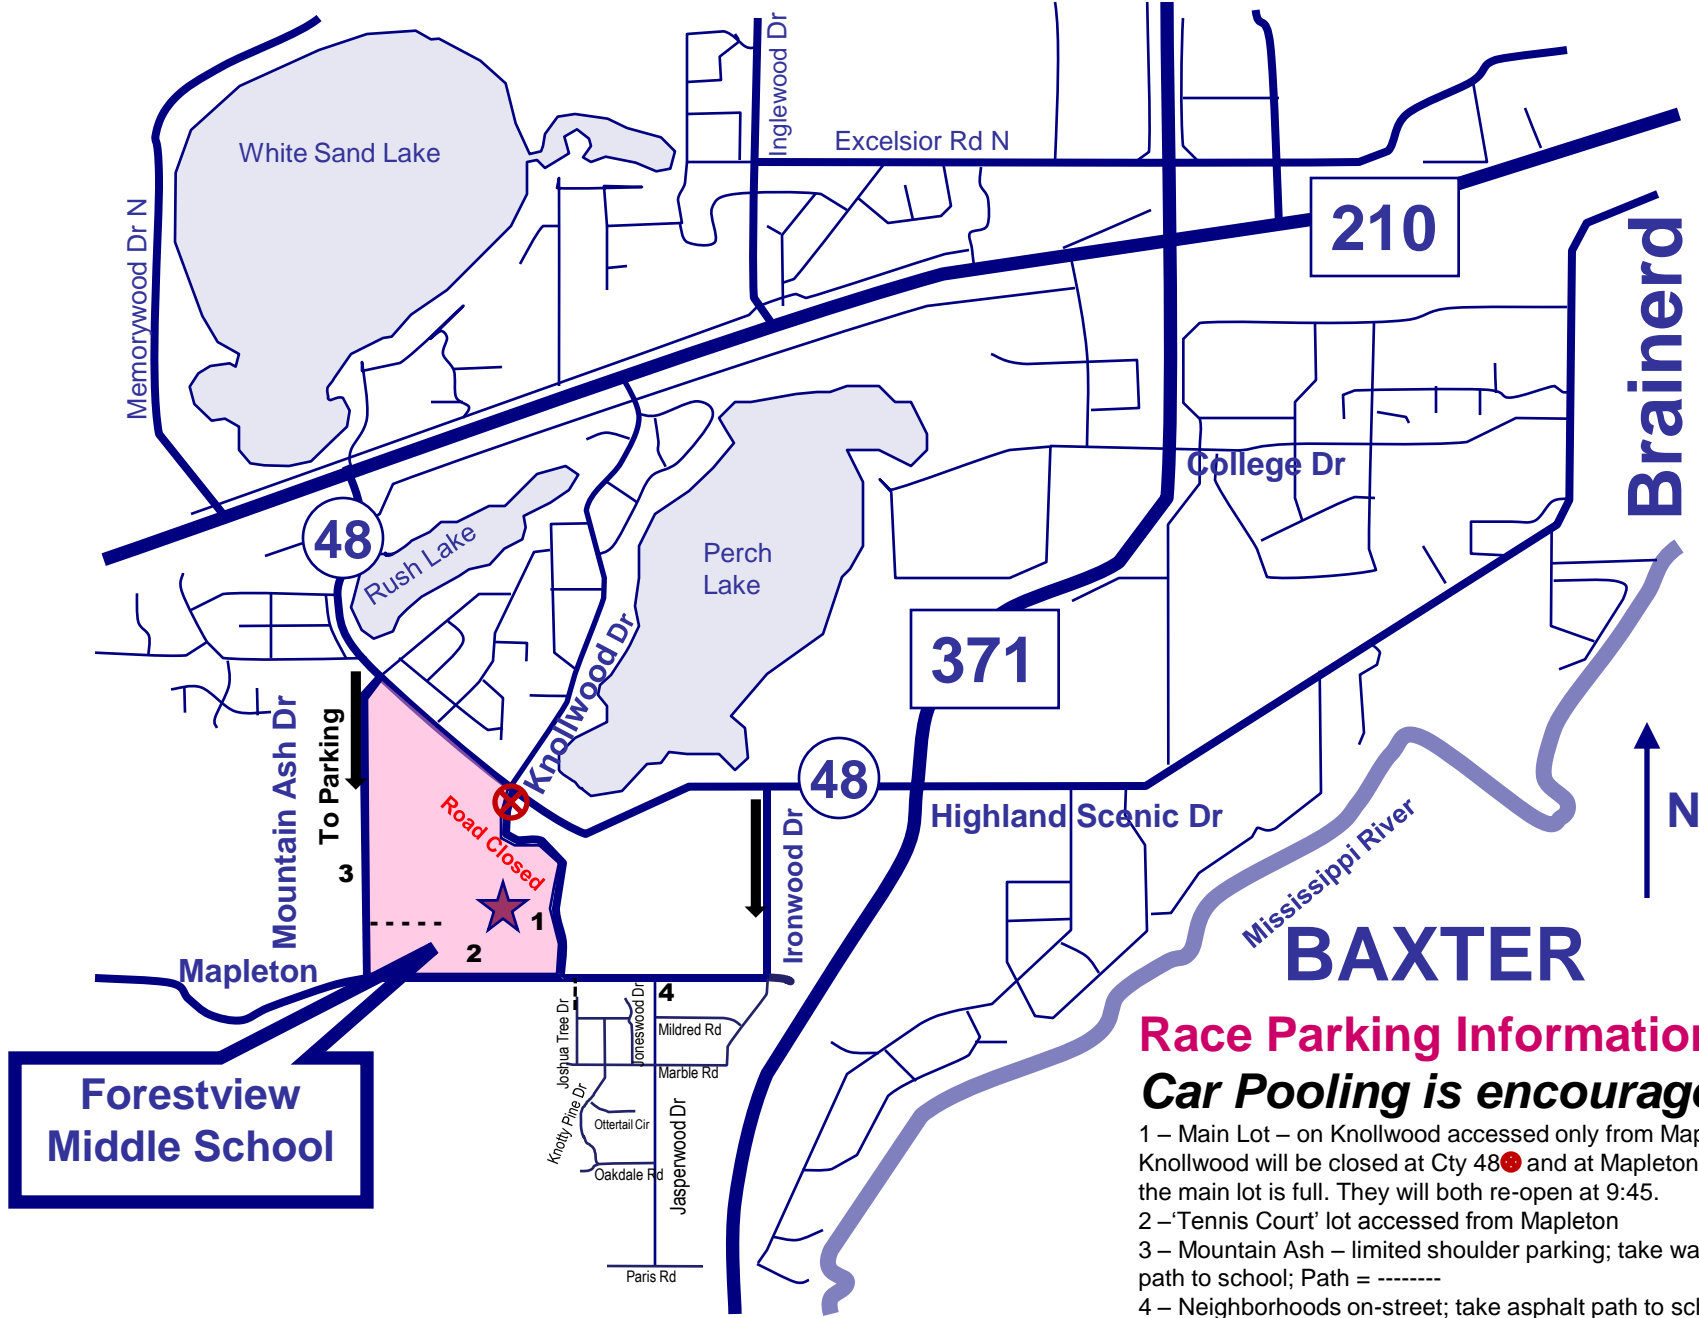 Inglewood Dr
Excelsior Rd N
White Sand Lake
Memorywood Dr N
210
Brainerd
College Dr
48
Rush Lake
Perch
Lake
371
Knollwood Dr
Mountain Ash Dr
To Parking
Road Closed
48
Highland Scenic Dr
Ironwood Dr
Mississippi River
N
3
1
2
Mapleton
4
Joshua Tree Dr
Joneswood Dr
Mildred Rd
Marble Rd
Knotty Pine Dr
Ottertail Cir
Oakdale Rd
Jasperwood Dr
Paris Rd
Forestview
Middle School
BAXTER
Race Parking Information
Car Pooling is encourage
1 – Main Lot – on Knollwood accessed only from Map
Knollwood will be closed at Cty 48 and at Mapleton
the main lot is full. They will both re-open at 9:45.
2 –‘Tennis Court’ lot accessed from Mapleton
3 – Mountain Ash – limited shoulder parking; take wa
path to school; Path = --------
4 – Neighborhoods on-street; take asphalt path to sch